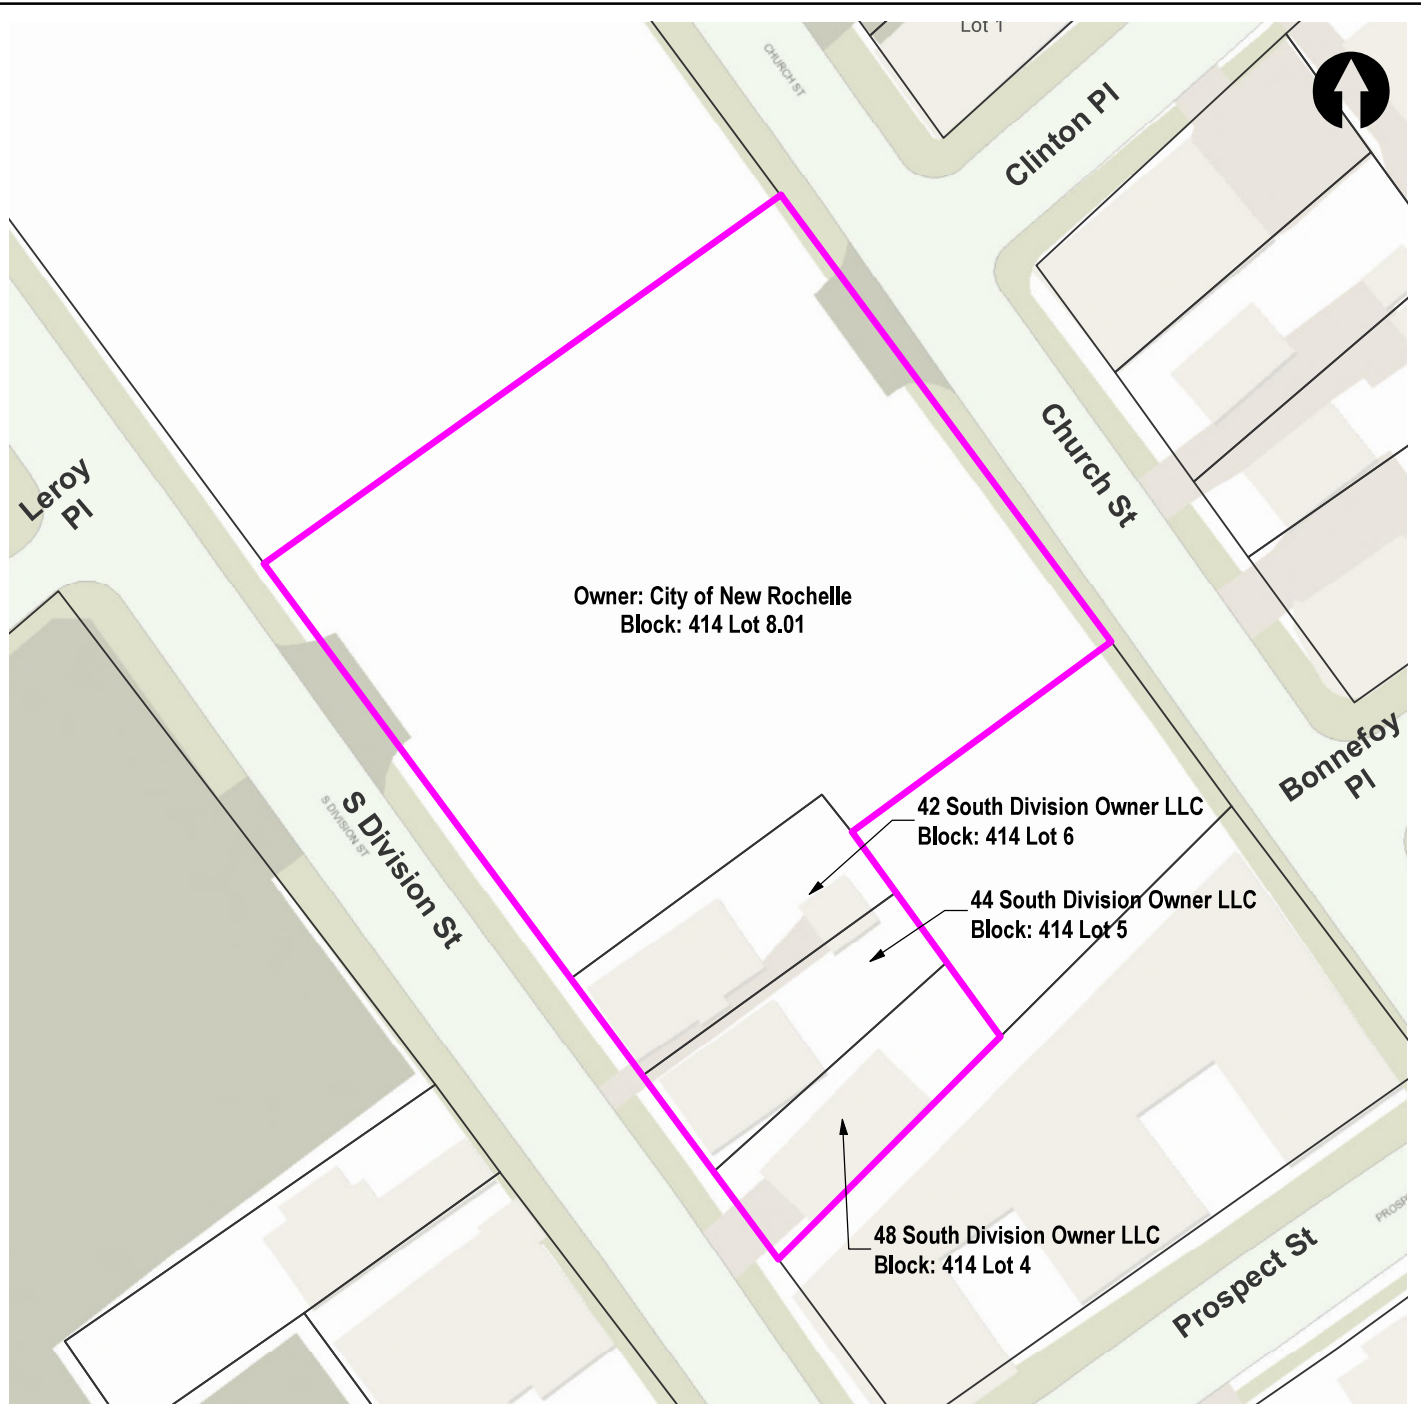 Lot 1
CHURCH ST
Clinton Pl
Church St
Leroy
Pl
Owner: City of New Rochelle
Block: 414 Lot 8.01
Bonnefoy
Pl
S Division St
S DIVISION ST
42 South Division Owner LLC
Block: 414 Lot 6
44 South Division Owner LLC
Block: 414 Lot 5
48 South Division Owner LLC
Block: 414 Lot 4
Prospect St